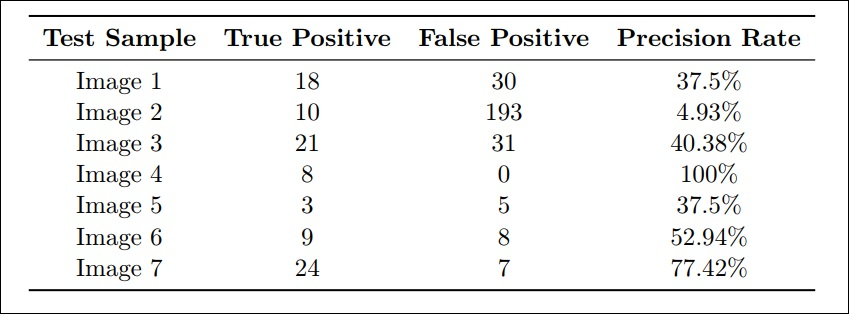 Test Sample True Positive False Positive Precision Rate
Image 1 18 30 37.5%
Image 2 10 193 4.93%
Image 3 21 31 40.38%
Image 4 8 0 100%
Image 5 3 5 37.5%
Image 6 9 8 52.94%
Image 7 24 7 77.42%